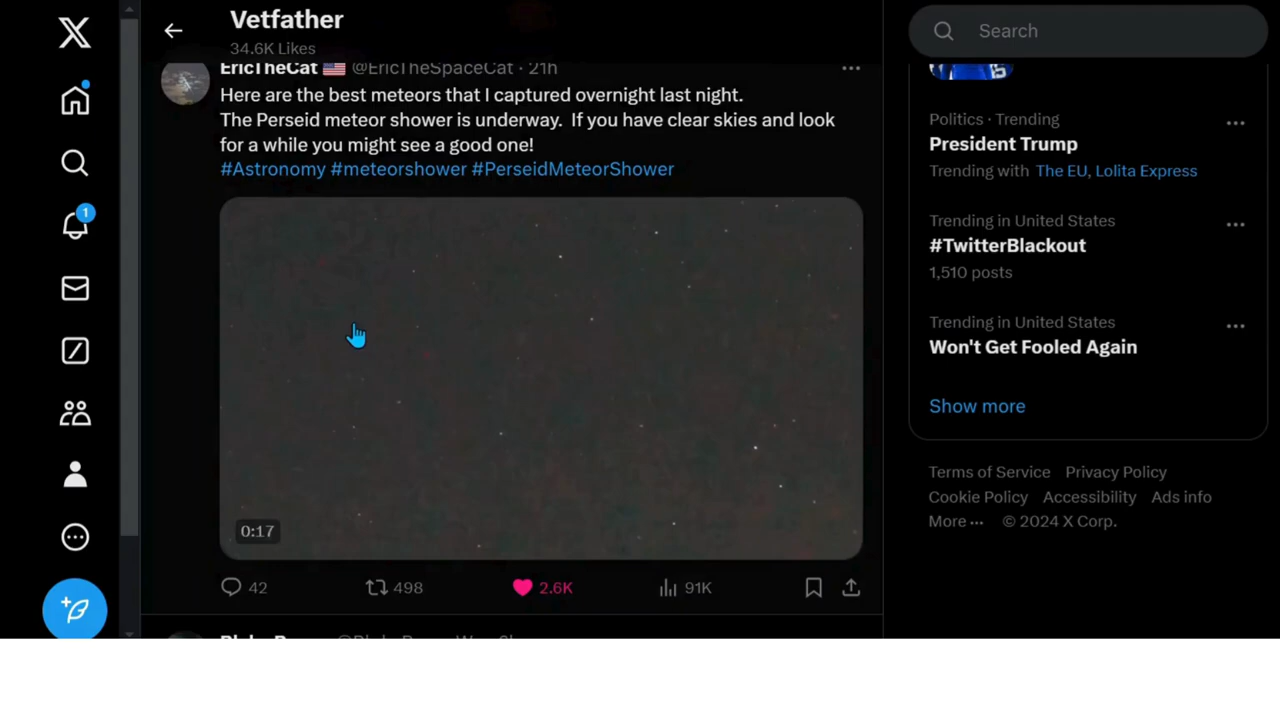 Vetfather
34.6K Likes
EricTheCat 🇺🇸 @EricTheSpaceCat · 21h
Here are the best meteors that I captured overnight last night.
The Perseid meteor shower is underway. If you have clear skies and look
for a while you might see a good one!
#Astronomy #meteorshower #PerseidMeteorShower
0:17
42
498
2.6K
91K
1
Search
Politics · Trending
President Trump
Trending with The EU, Lolita Express
Trending in United States
#TwitterBlackout
1,510 posts
Trending in United States
Won't Get Fooled Again
Show more
Terms of Service Privacy Policy
Cookie Policy Accessibility Ads info
More ··· © 2024 X Corp.